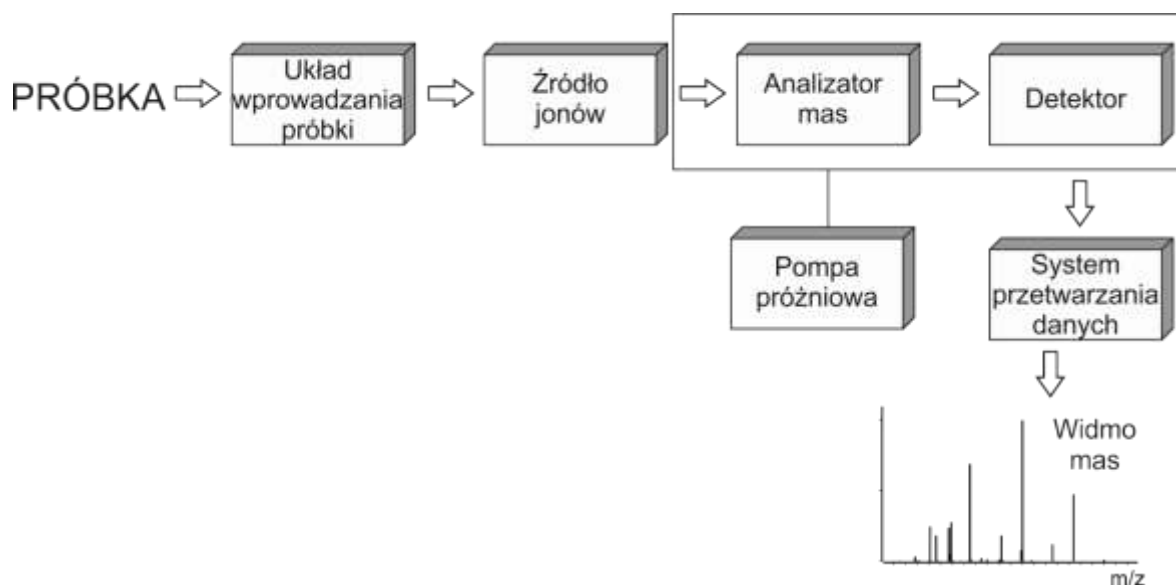 PRÓBKA
Układ
wprowadzania
próbki
Źródło
jonów
Analizator
mas
Detektor
Pompa
próżniowa
System
przetwarzania
danych
Widmo
mas
m/z